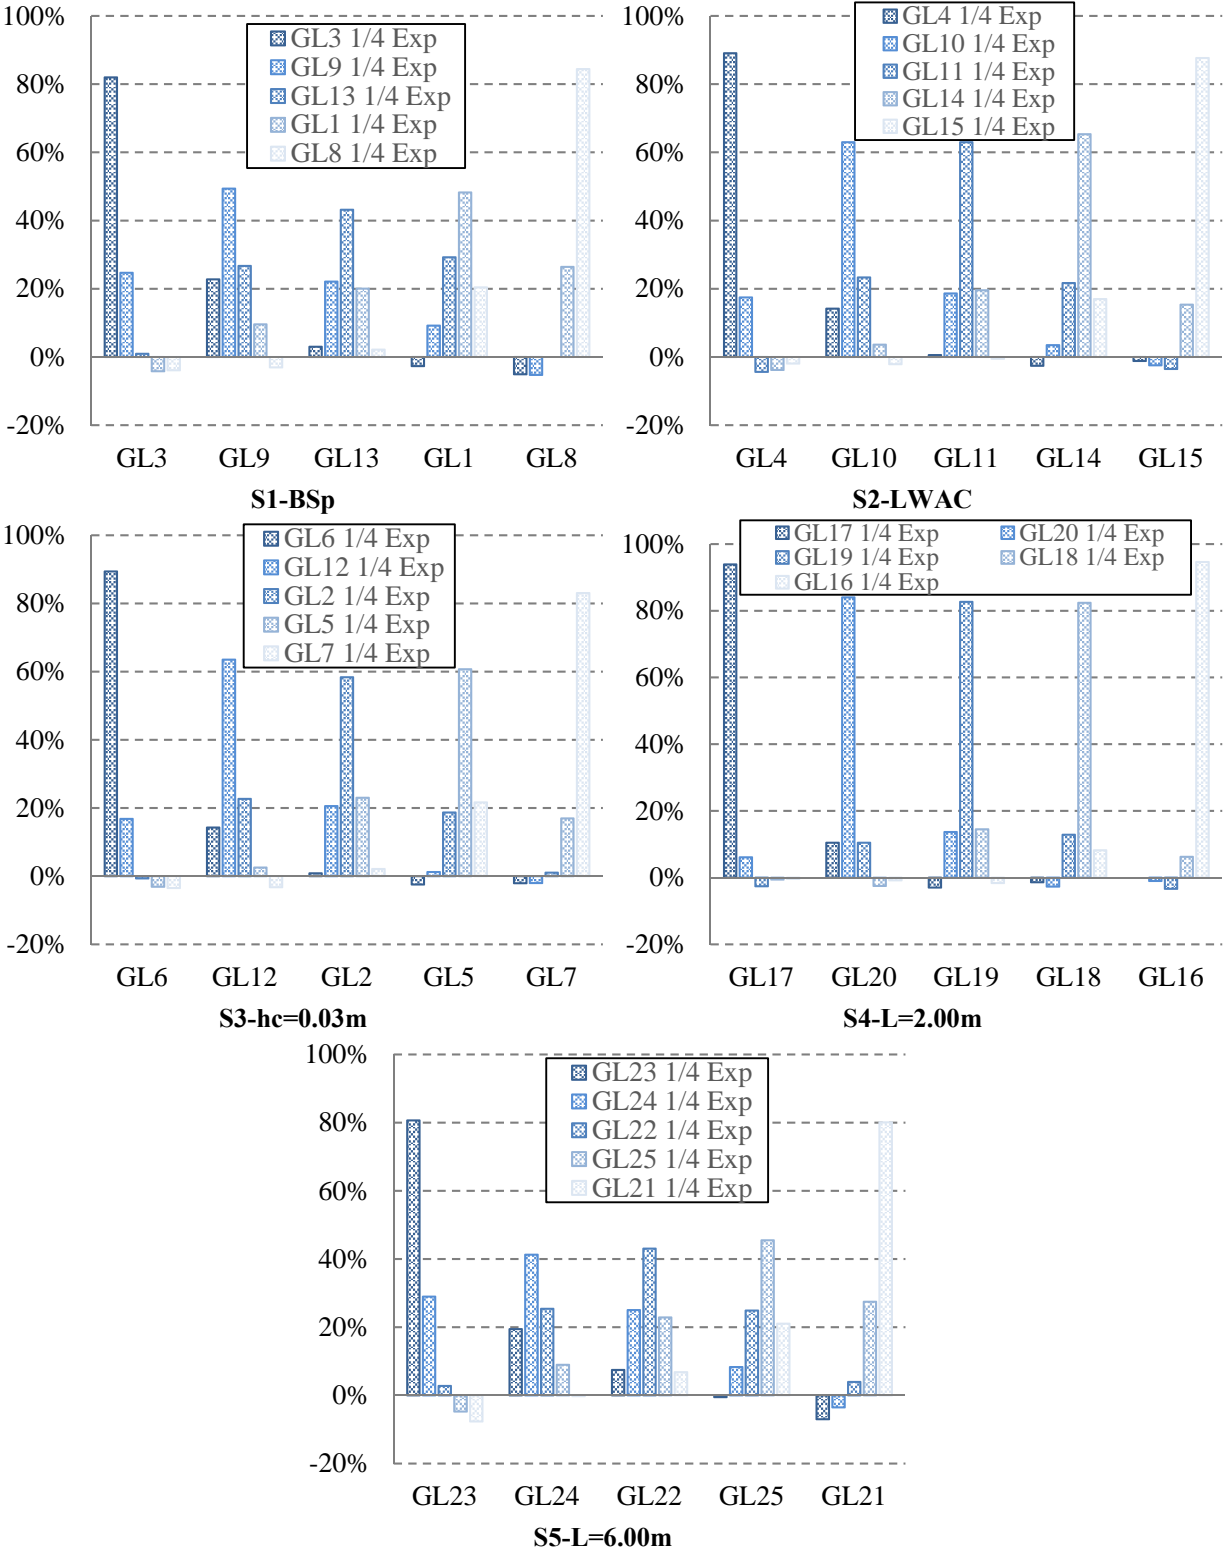 100%
80%
60%
40%
20%
0%
-20%
GL3 1/4 Exp
GL9 1/4 Exp
GL13 1/4 Exp
GL1 1/4 Exp
GL8 1/4 Exp
GL3 GL9 GL13 GL1 GL8
S1-BSp
100%
80%
60%
40%
20%
0%
-20%
GL4 1/4 Exp
GL10 1/4 Exp
GL11 1/4 Exp
GL14 1/4 Exp
GL15 1/4 Exp
GL4 GL10 GL11 GL14 GL15
S2-LWAC
100%
80%
60%
40%
20%
0%
-20%
GL6 1/4 Exp
GL12 1/4 Exp
GL2 1/4 Exp
GL5 1/4 Exp
GL7 1/4 Exp
GL6 GL12 GL2 GL5 GL7
S3-hc=0.03m
100%
80%
60%
40%
20%
0%
-20%
GL17 1/4 Exp GL20 1/4 Exp
GL19 1/4 Exp GL18 1/4 Exp
GL16 1/4 Exp
GL17 GL20 GL19 GL18 GL16
S4-L=2.00m
100%
80%
60%
40%
20%
0%
-20%
GL23 1/4 Exp
GL24 1/4 Exp
GL22 1/4 Exp
GL25 1/4 Exp
GL21 1/4 Exp
GL23 GL24 GL22 GL25 GL21
S5-L=6.00m